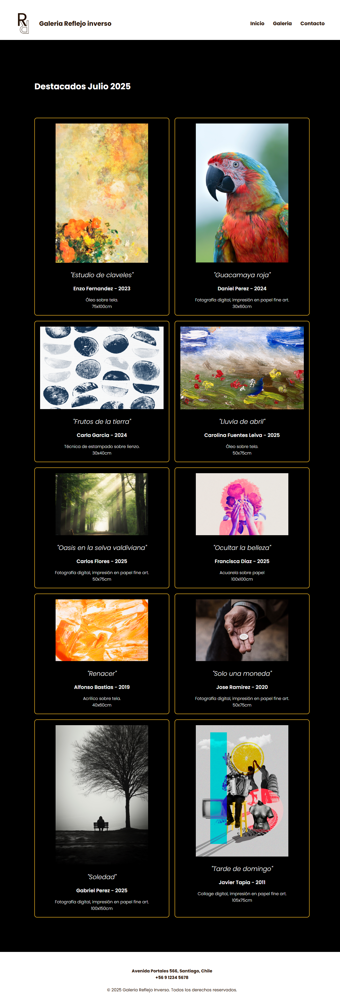 R
R
Galeria Reflejo inverso
Inicio Galeria Contacto
Destacados Julio 2025
"Estudio de claveles"
Enzo Fernandez - 2023
Óleo sobre tela.
75x100cm
"Guacamaya roja"
Daniel Perez - 2024
Fotografía digital, impresión en papel fine art.
30x60cm
"Frutos de la tierra"
Carla Garcia - 2024
Técnica de estampado sobre lienzo.
30x40cm
"Lluvia de abril"
Carolina Fuentes Leiva - 2025
Óleo sobre tela.
50x75cm
"Oasis en la selva valdiviana"
Carlos Flores - 2025
Fotografía digital, impresión en papel fine art.
50x75cm
"Ocultar la belleza"
Francisca Diaz - 2025
Acuarela sobre papel
100x100cm
"Renacer"
Alfonso Bastias - 2019
Acrilico sobre tela.
40x60cm
"Solo una moneda"
Jose Ramirez - 2020
Fotografía digital, impresión en papel fine art.
50x75cm
"Soledad"
Gabriel Perez - 2025
Fotografía digital, impresión en papel fine art.
100x150cm
"Tarde de domingo"
Javier Tapia - 2011
Collage digital, impresión en papel fine art.
105x75cm
Avenida Portales 566, Santiago, Chile
+56 9 1234 5678
© 2025 Galeria Reflejo Inverso. Todos los derechos reservados.